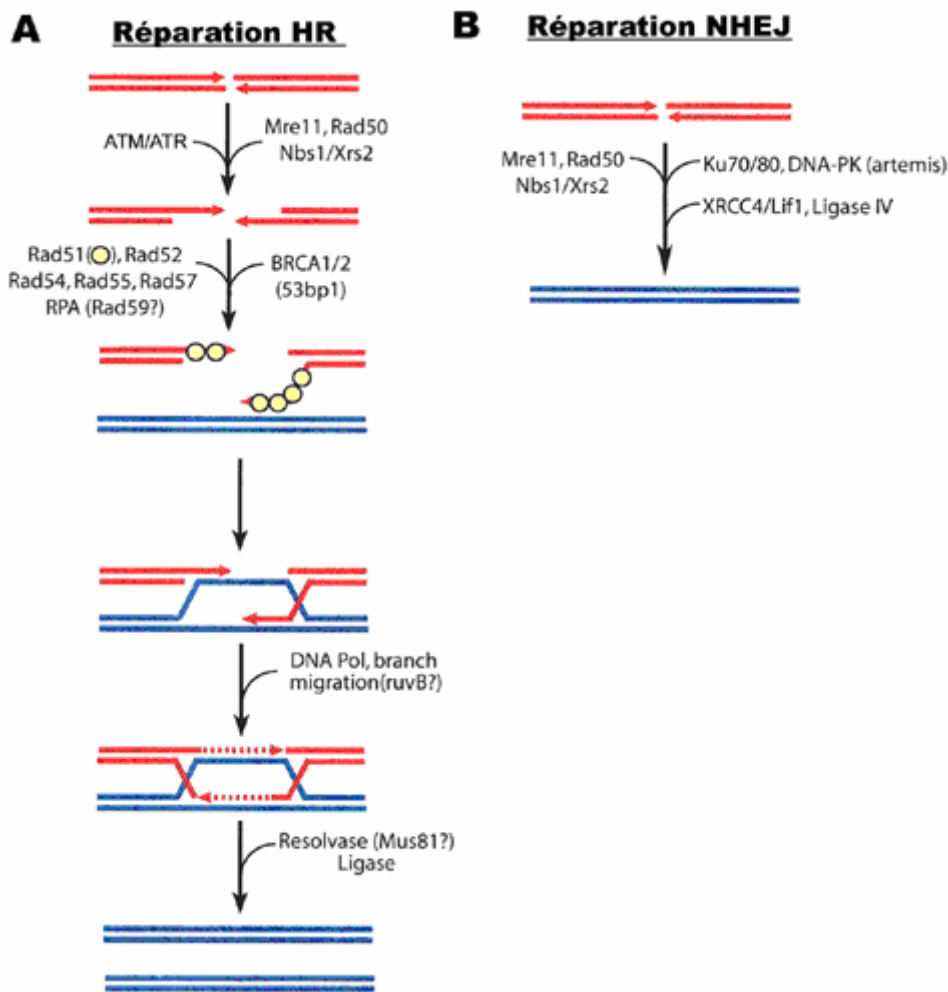 A
Réparation HR
ATM/ATR
Mre11, Rad50
Nbs1/Xrs2
Rad51( ), Rad52
Rad54, Rad55, Rad57
RPA (Rad59?)
BRCA1/2
(53bp1)
DNA Pol, branch
migration(ruvB?)
Resolvase (Mus81?)
Ligase
B
Réparation NHEJ
Mre11, Rad50
Nbs1/Xrs2
Ku70/80, DNA-PK (artemis)
XRCC4/Lif1, Ligase IV